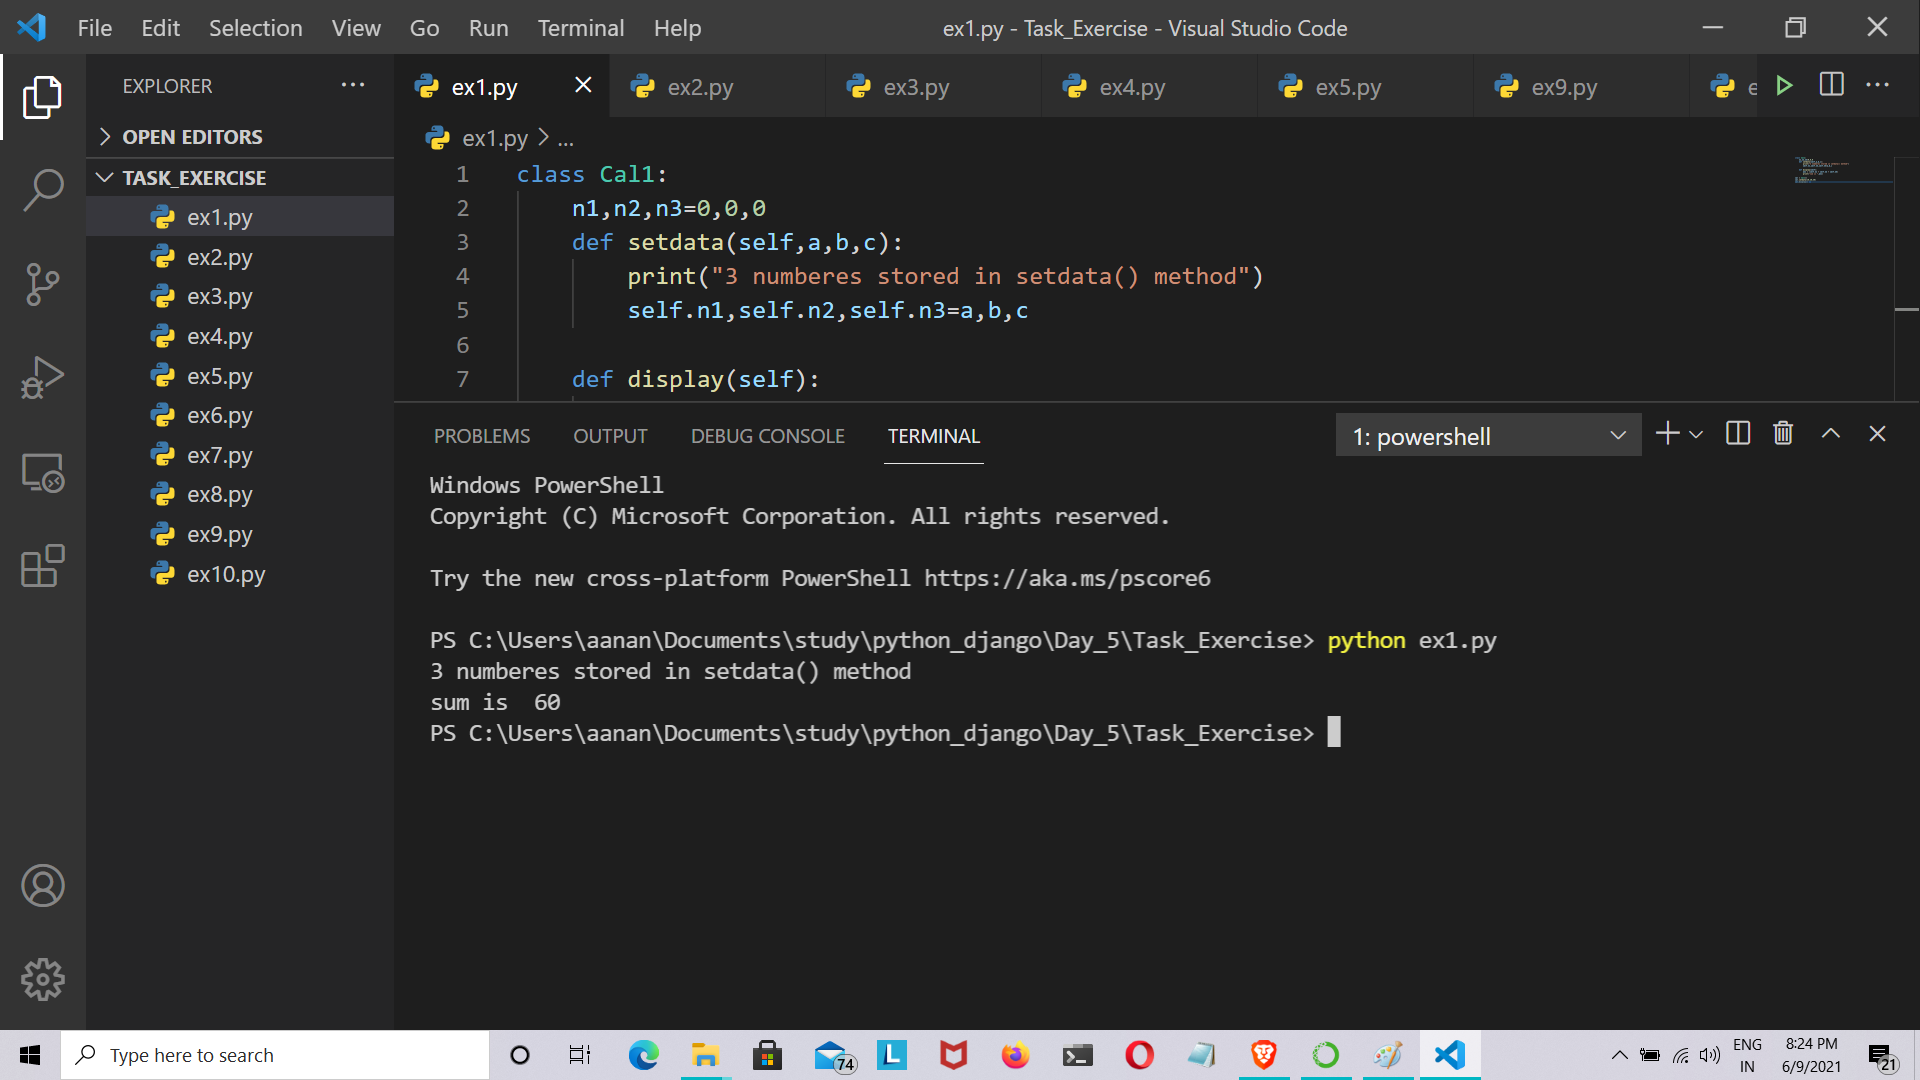 File Edit Selection View Go Run Terminal Help
ex1.py - Task_Exercise - Visual Studio Code
EXPLORER
OPEN EDITORS
TASK_EXERCISE
ex1.py
ex2.py
ex3.py
ex4.py
ex5.py
ex6.py
ex7.py
ex8.py
ex9.py
ex10.py
ex1.py ex2.py ex3.py ex4.py ex5.py ex9.py e
ex1.py > ...
1 class Cal1:
2 n1,n2,n3=0,0,0
3 def setdata(self,a,b,c):
4 print("3 numberes stored in setdata() method")
5 self.n1,self.n2,self.n3=a,b,c
6
7 def display(self):
PROBLEMS OUTPUT DEBUG CONSOLE TERMINAL 1: powershell
Windows PowerShell
Copyright (C) Microsoft Corporation. All rights reserved.
Try the new cross-platform PowerShell https://aka.ms/pscore6
PS C:\Users\aanan\Documents\study\python_django\Day_5\Task_Exercise> python ex1.py
3 numberes stored in setdata() method
sum is  60
PS C:\Users\aanan\Documents\study\python_django\Day_5\Task_Exercise>
Type here to search
74
L
ENG
IN
8:24 PM
6/9/2021
21